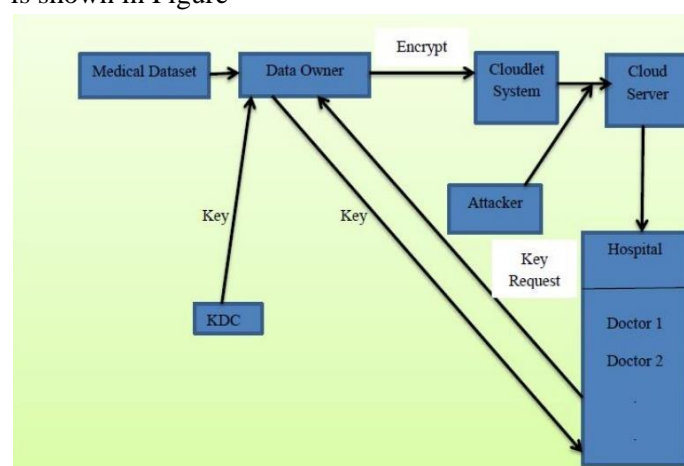 is shown in Figure
Encrypt
Medical Dataset
Data Owner
Cloudlet
System
Cloud
Server
Attacker
Key
Key
Key
Request
Hospital
KDC
Doctor 1
Doctor 2
.
.